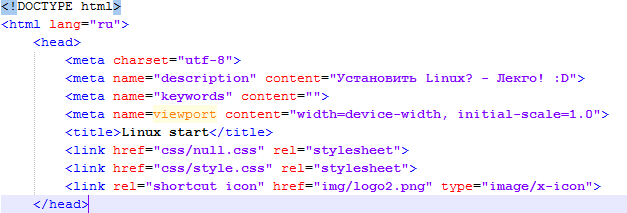 <!DOCTYPE html>
<html lang="ru">
<head>
<meta charset="utf-8">
<meta name="description" content="Установить Linux? - Лекго! :D">
<meta name="keywords" content="">
<meta name=viewport content="width=device-width, initial-scale=1.0">
<title>Linux start</title>
<link href="css/null.css" rel="stylesheet">
<link href="css/style.css" rel="stylesheet">
<link rel="shortcut icon" href="img/logo2.png" type="image/x-icon">
</head>